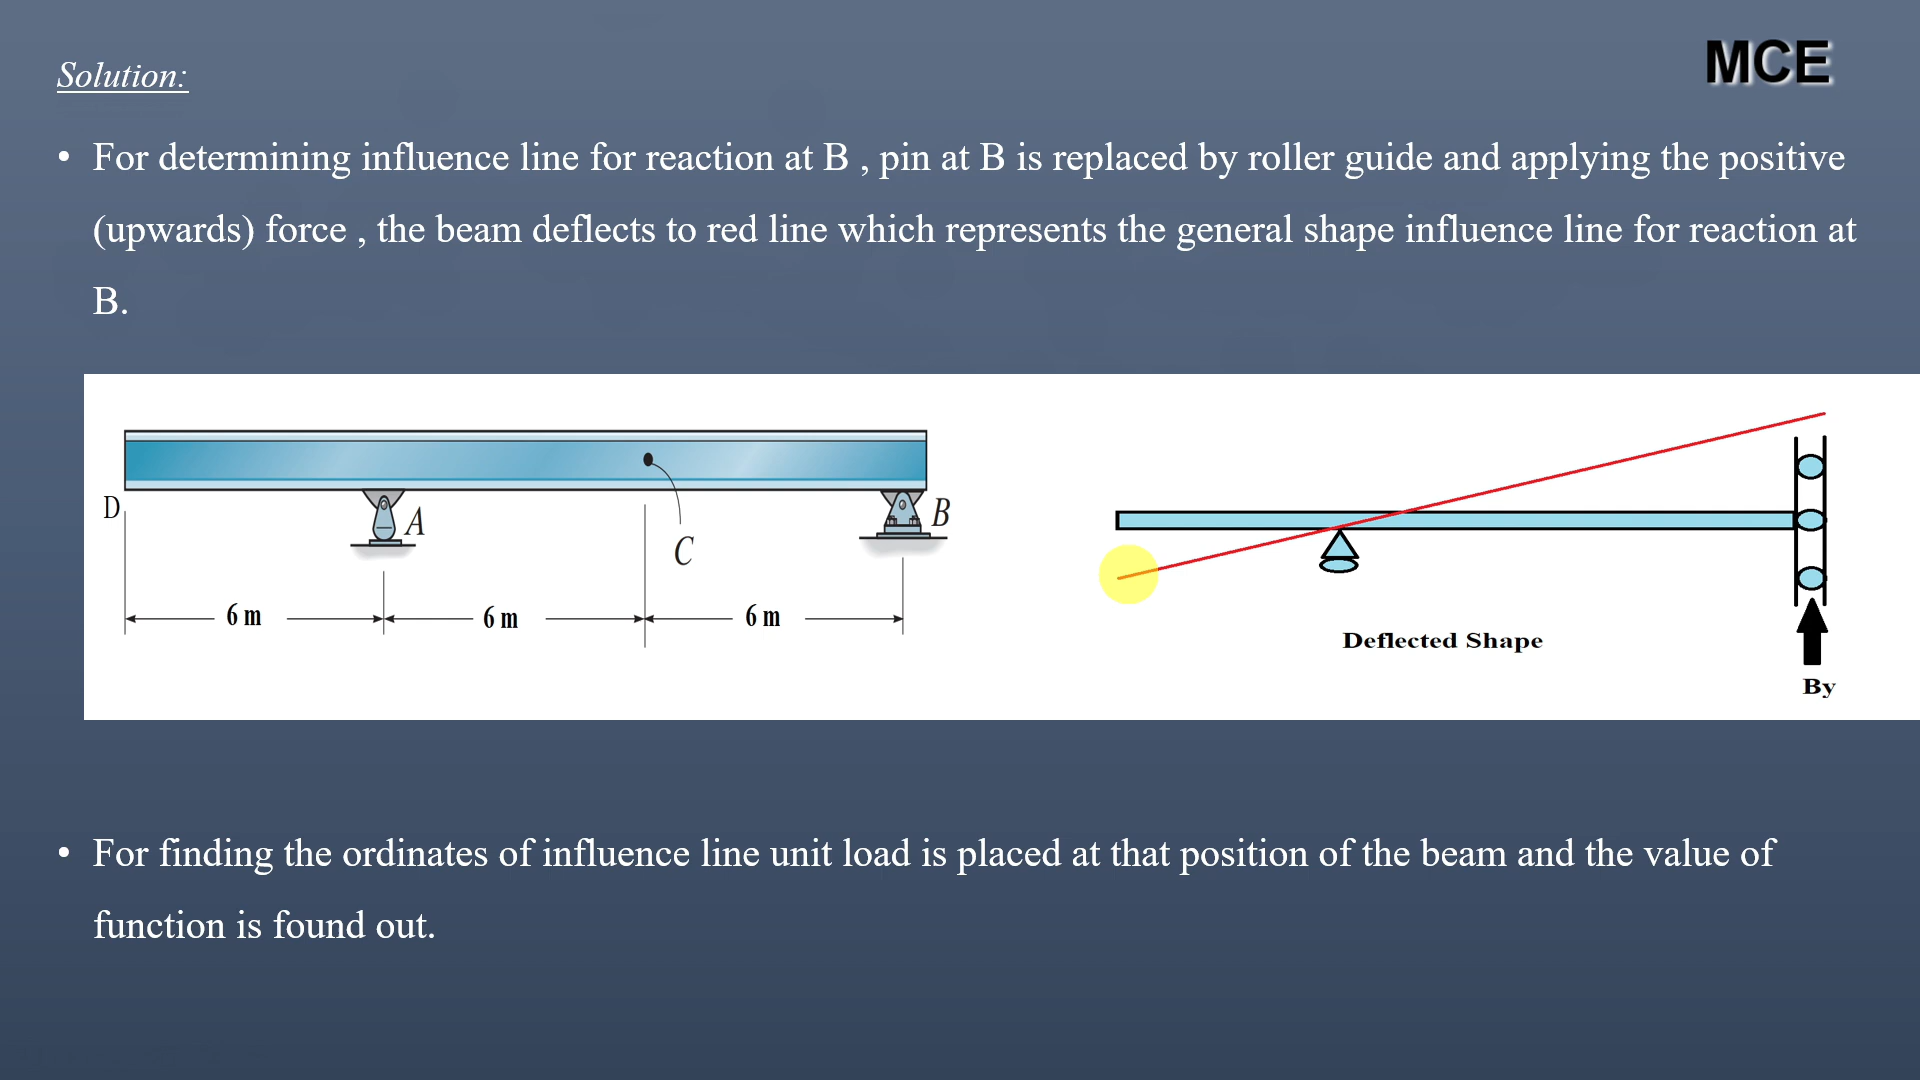 MCE
Solution:
• For determining influence line for reaction at B , pin at B is replaced by roller guide and applying the positive
(upwards) force , the beam deflects to red line which represents the general shape influence line for reaction at
B.
D
A
B
C
6 m
6 m
6 m
Deflected Shape
By
• For finding the ordinates of influence line unit load is placed at that position of the beam and the value of
function is found out.